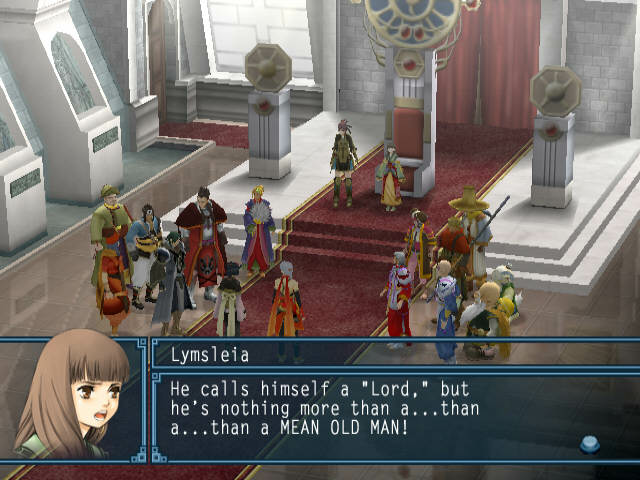 Lymsleia
He calls himself a "Lord," but
he's nothing more than a...than
a...than a MEAN OLD MAN!